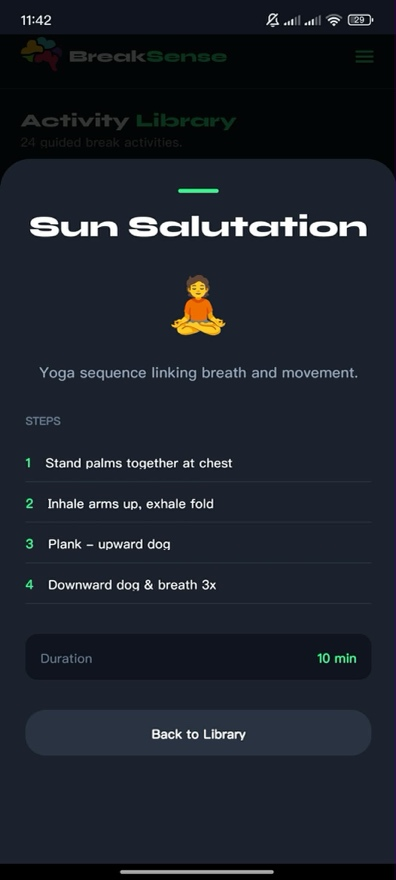 11:42
29
BreakSense
Activity Library
24 guided break activities.
Sun Salutation
Yoga sequence linking breath and movement.
STEPS
1 Stand palms together at chest
2 Inhale arms up, exhale fold
3 Plank – upward dog
4 Downward dog & breath 3x
Duration 10 min
Back to Library